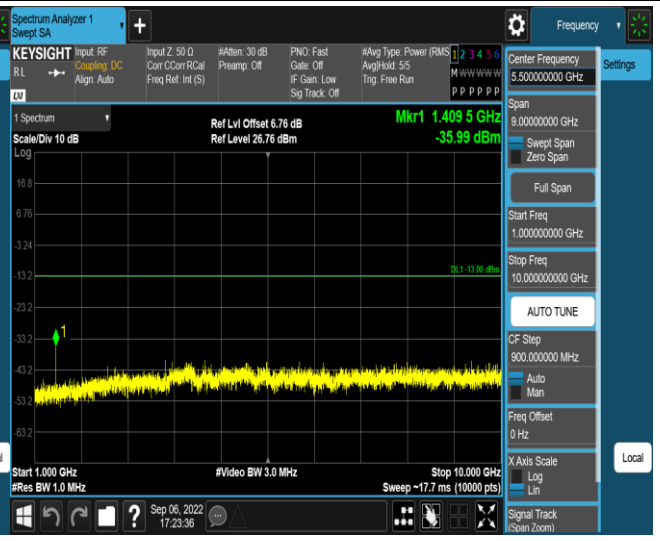 Spectrum Analyzer 1
Swept SA
Frequency
KEYSIGHT
RL
Input: RF
Coupling: DC
Align: Auto
Input Z: 50 Ω
Corr CCorr RCal
Freq Ref: Int (S)
#Atten: 30 dB
Preamp: Off
PNO: Fast
Gate: Off
IF Gain: Low
Sig Track: Off
#Avg Type: Power (RMS
Avg|Hold: 5/5
Trig: Free Run
1 2 3 4 5 6
M W W W W W
P P P P P P
LXI
1 Spectrum
Scale/Div 10 dB
Log
Ref Lvl Offset 6.76 dB
Ref Level 26.76 dBm
Mkr1 1.409 5 GHz
-35.99 dBm
16.8
6.76
-3.24
-13.2
DL1 -13.00 dBm
-23.2
-33.2
1
-43.2
-53.2
-63.2
Start 1.000 GHz
#Res BW 1.0 MHz
#Video BW 3.0 MHz
Stop 10.000 GHz
Sweep ~17.7 ms (10000 pts)
Center Frequency
5.500000000 GHz
Span
9.00000000 GHz
Swept Span
Zero Span
Full Span
Start Freq
1.000000000 GHz
Stop Freq
10.000000000 GHz
AUTO TUNE
CF Step
900.000000 MHz
Auto
Man
Freq Offset
0 Hz
X Axis Scale
Log
Lin
Signal Track
(Span Zoom)
Settings
Local
?
Sep 06, 2022
17:23:36